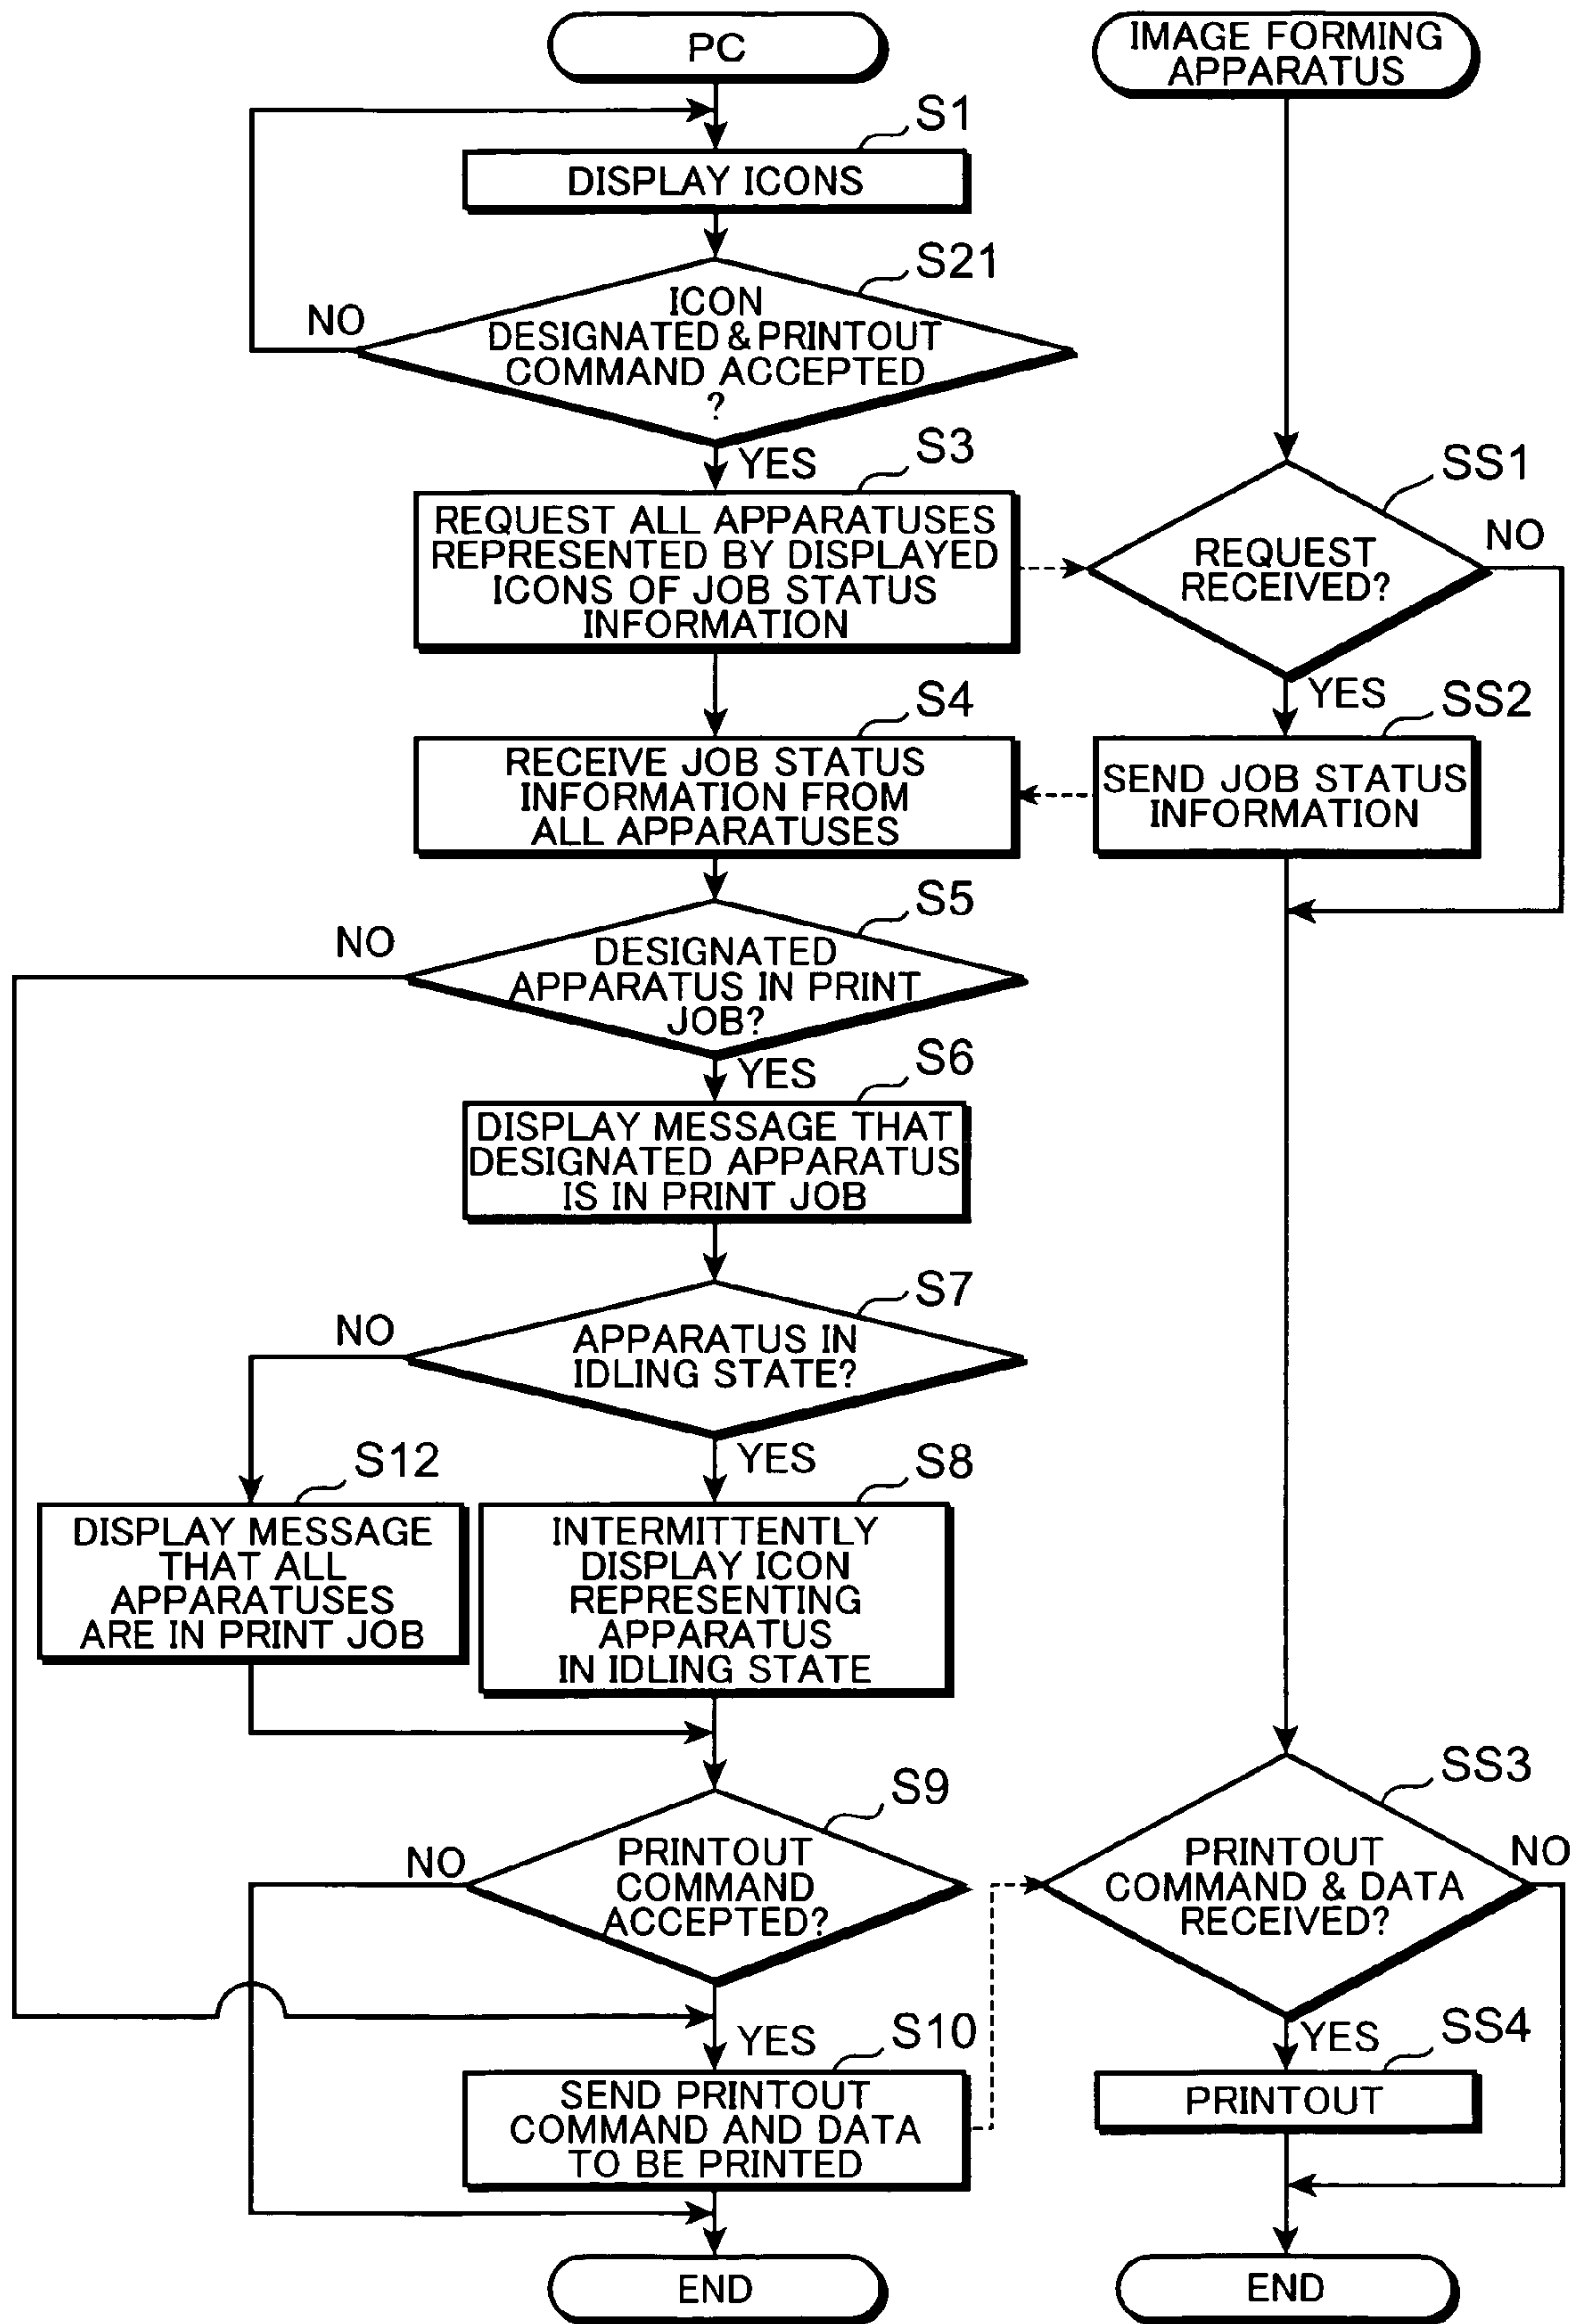 PC
S1
DISPLAY ICONS
S21
ICON
DESIGNATED & PRINTOUT
COMMAND ACCEPTED
?
NO
YES
S3
REQUEST ALL APPARATUSES
REPRESENTED BY DISPLAYED
ICONS OF JOB STATUS
INFORMATION
S4
RECEIVE JOB STATUS
INFORMATION FROM
ALL APPARATUSES
S5
NO
DESIGNATED
APPARATUS IN PRINT
JOB?
YES
S6
DISPLAY MESSAGE THAT
DESIGNATED APPARATUS
IS IN PRINT JOB
S7
NO
APPARATUS IN
IDLING STATE?
YES
S12
DISPLAY MESSAGE
THAT ALL
APPARATUSES
ARE IN PRINT JOB
S8
INTERMITTENTLY
DISPLAY ICON
REPRESENTING
APPARATUS
IN IDLING STATE
S9
NO
PRINTOUT
COMMAND
ACCEPTED?
YES
S10
SEND PRINTOUT
COMMAND AND DATA
TO BE PRINTED
END
IMAGE FORMING
APPARATUS
SS1
REQUEST
RECEIVED?
NO
YES
SS2
SEND JOB STATUS
INFORMATION
SS3
PRINTOUT
COMMAND & DATA
RECEIVED?
NO
YES
SS4
PRINTOUT
END